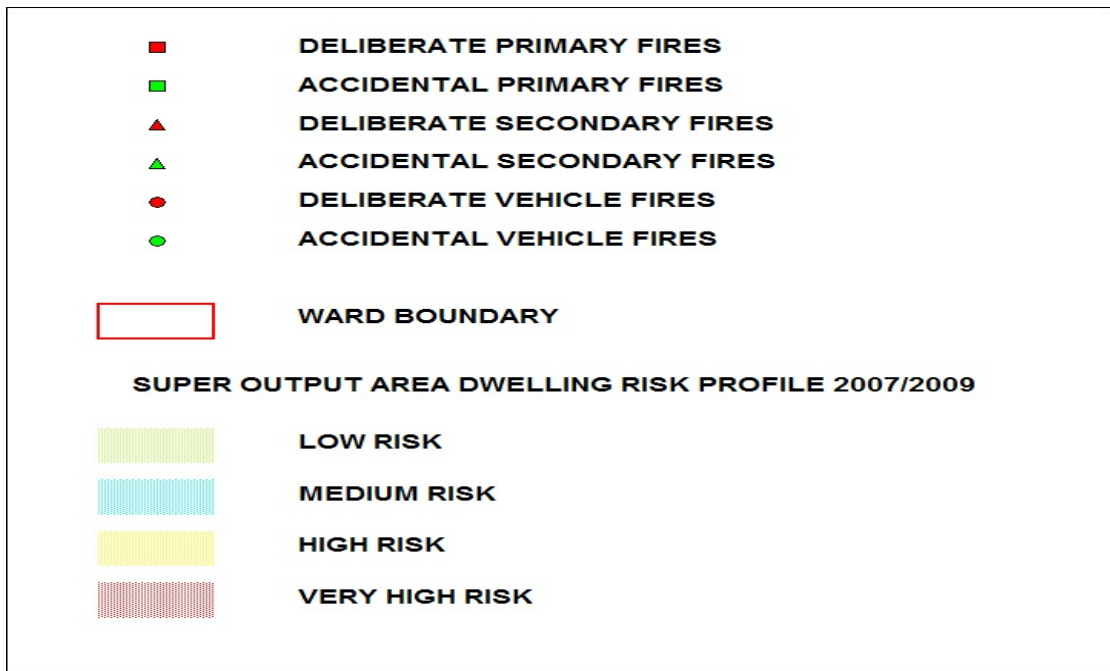 DELIBERATE PRIMARY FIRES
ACCIDENTAL PRIMARY FIRES
DELIBERATE SECONDARY FIRES
ACCIDENTAL SECONDARY FIRES
DELIBERATE VEHICLE FIRES
ACCIDENTAL VEHICLE FIRES
WARD BOUNDARY
SUPER OUTPUT AREA DWELLING RISK PROFILE 2007/2009
LOW RISK
MEDIUM RISK
HIGH RISK
VERY HIGH RISK